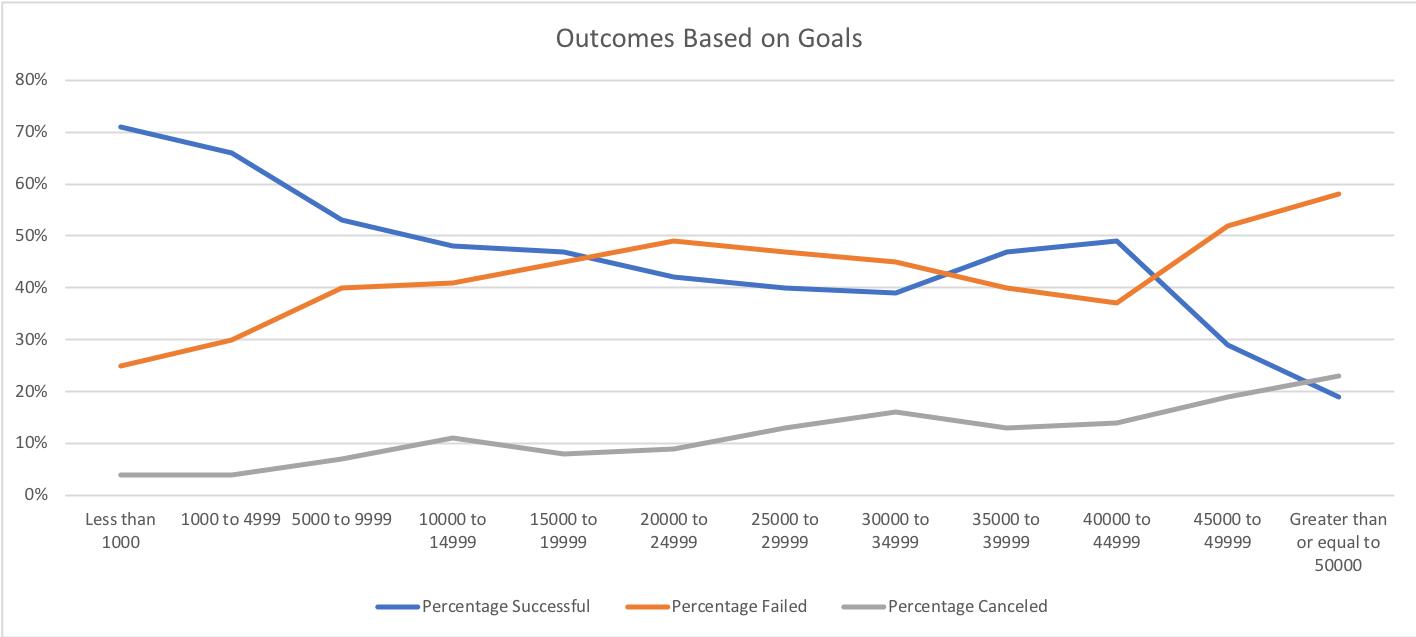 Outcomes Based on Goals
80%
70%
60%
50%
40%
30%
20%
10%
0%
Less than
1000
1000 to 4999
5000 to 9999
10000 to
14999
15000 to
19999
20000 to
24999
25000 to
29999
30000 to
34999
35000 to
39999
40000 to
44999
45000 to
49999
Greater than
or equal to
50000
Percentage Successful
Percentage Failed
Percentage Canceled